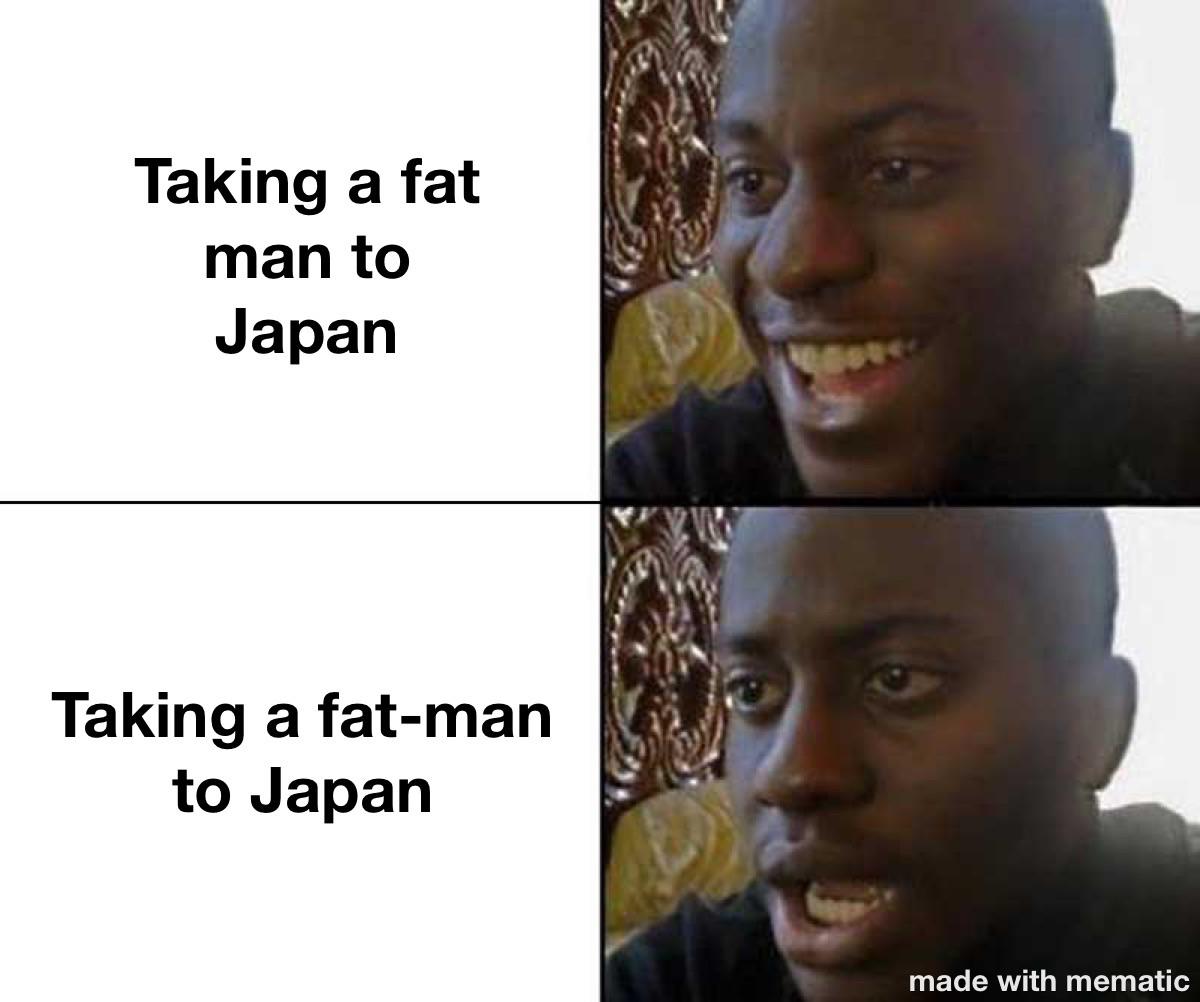 Taking a fat
man to
Japan
Taking a fat-man
to Japan
made with mematic